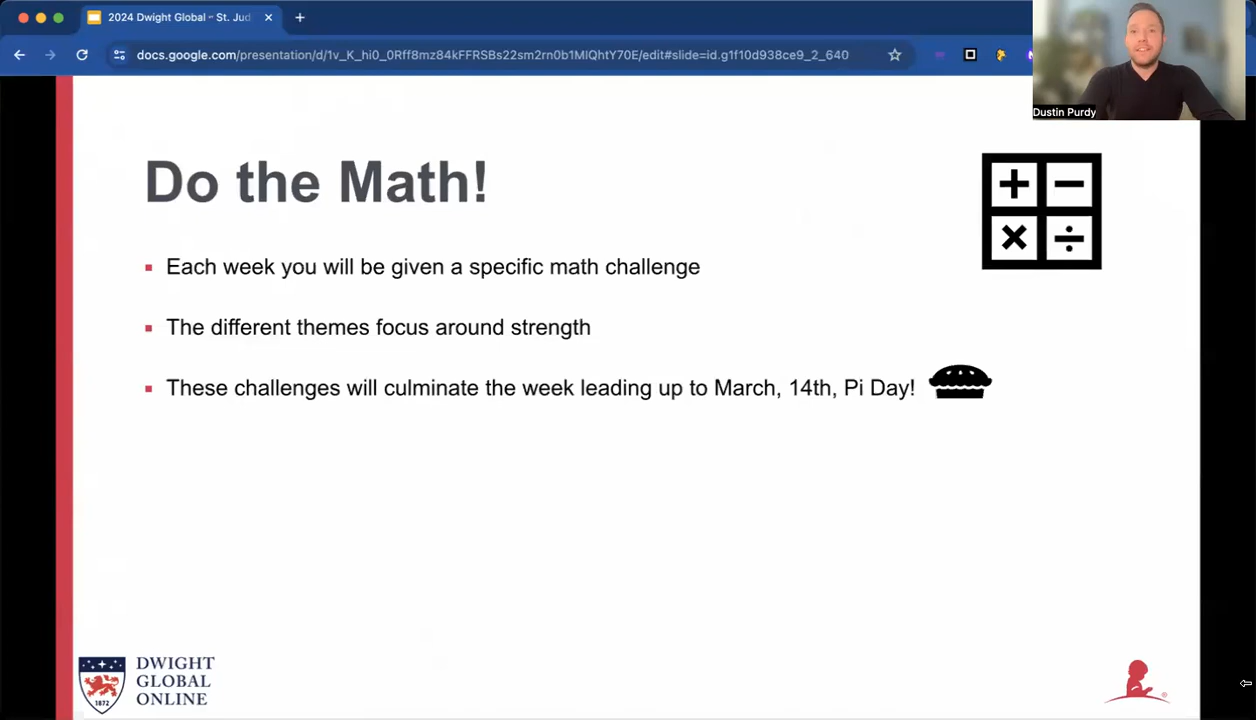 2024 Dwight Global – St. Jud
docs.google.com/presentation/d/1v_K_hi0_0Rff8mz84kFFRSBs22sm2rn0b1MIQhtY70E/edit#slide=id.g1f10d938ce9_2_640
Dustin Purdy
Do the Math!
Each week you will be given a specific math challenge
The different themes focus around strength
These challenges will culminate the week leading up to March, 14th, Pi Day!
1872
DWIGHT
GLOBAL
ONLINE